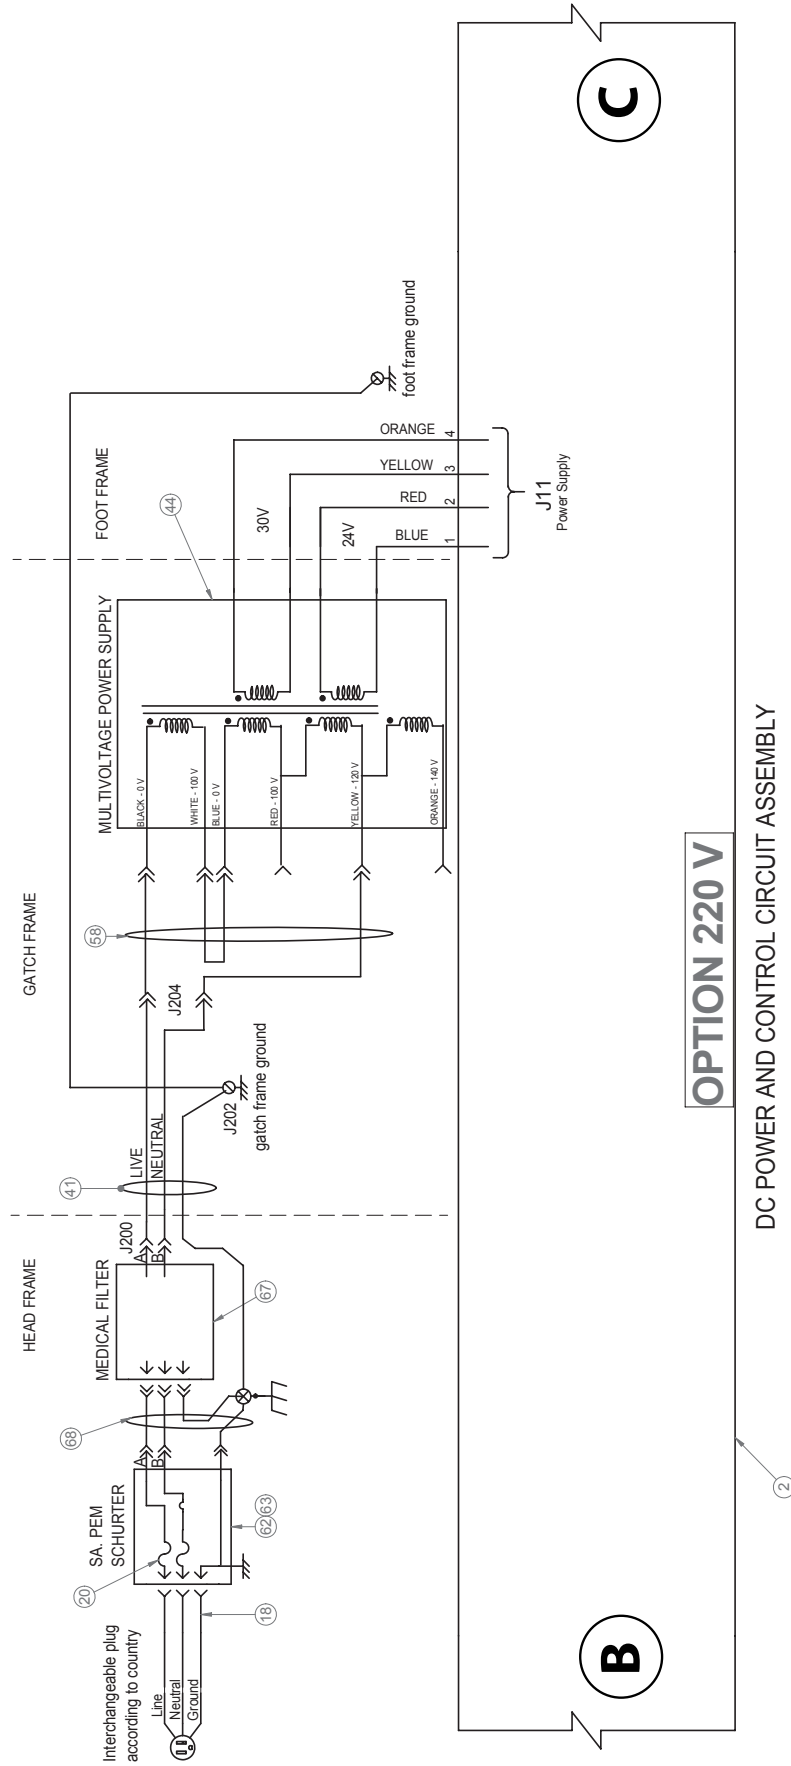 HEAD FRAME
GATCH FRAME
FOOT FRAME
Interchangeable plug
according to country
Line
Neutral
Ground
18
SA. PEM
SCHURTER
20
62
63
A
B
68
MEDICAL FILTER
67
J200
A
B
41
LIVE
NEUTRAL
J202
gatch frame ground
J204
58
MULTIVOLTAGE POWER SUPPLY
BLACK - 0 V
WHITE - 100 V
BLUE - 0 V
RED - 100 V
YELLOW - 120 V
ORANGE - 140 V
44
30V
24V
foot frame ground
ORANGE 4
YELLOW 3
RED 2
BLUE 1
J11
Power Supply
B
C
OPTION 220 V
2
DC POWER AND CONTROL CIRCUIT ASSEMBLY